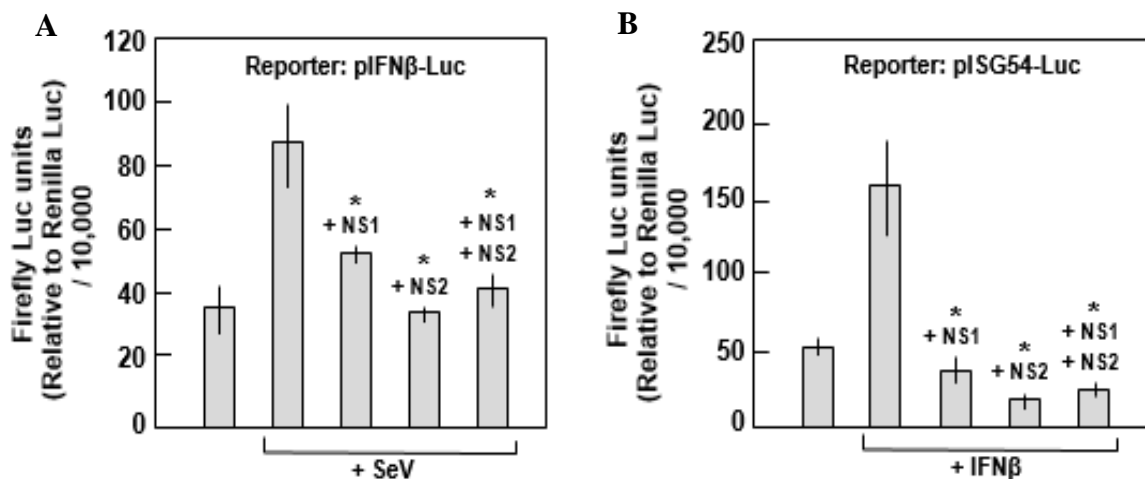 A
Firefly Luc units
(Relative to Renilla Luc)
/ 10,000
120
100
80
60
40
20
0
Reporter: pIFNβ-Luc
*
+ NS1
*
+ NS2
*
+ NS1
+ NS2
+ SeV
B
Firefly Luc units
(Relative to Renilla Luc)
/ 10,000
250
200
150
100
50
0
Reporter: pISG54-Luc
*
+ NS1
*
+ NS2
*
+ NS1
+ NS2
+ IFNβ